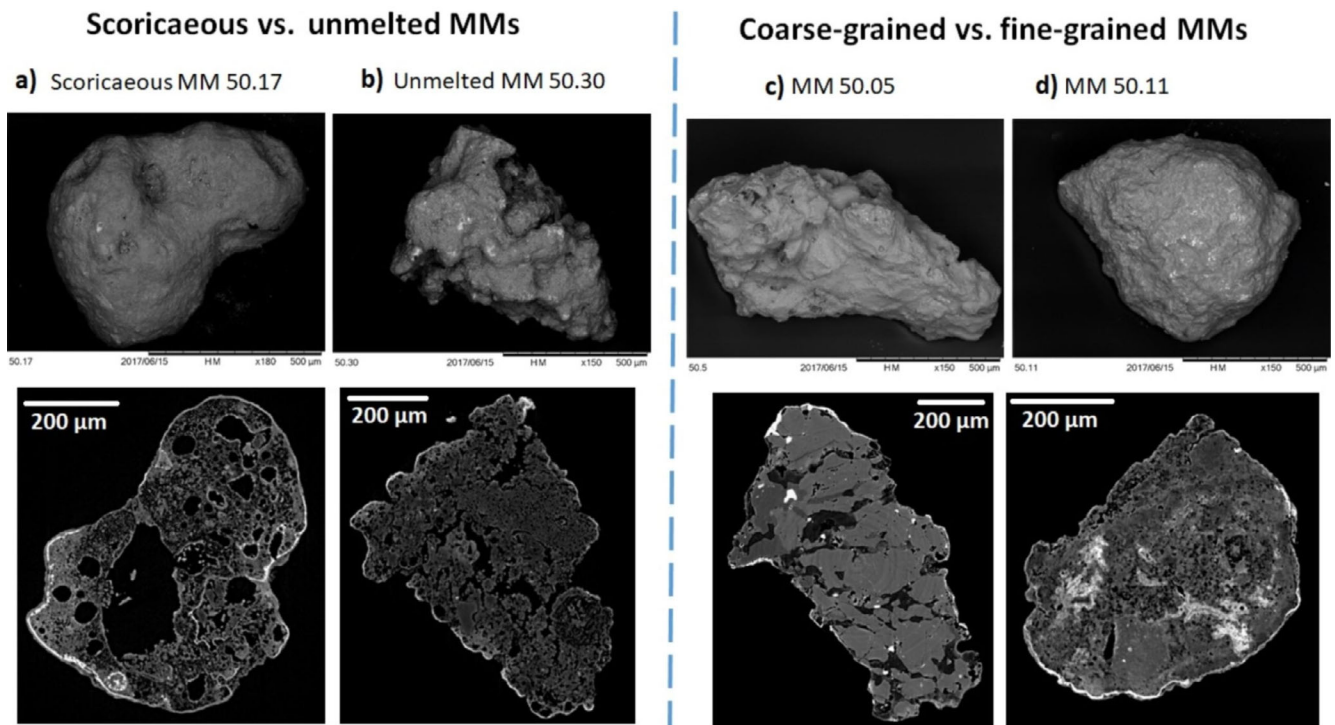 Scoricaeous vs. unmelted MMs
Coarse-grained vs. fine-grained MMs
a) Scoricaeous MM 50.17
b) Unmelted MM 50.30
c) MM 50.05
d) MM 50.11
50.17 2017/06/15 HM x180 500 µm
50.30 2017/06/15 HM x150 500 µm
50.5 2017/06/15 HM x150 500 µm
50.11 2017/06/15 HM x150 500 µm
200 µm
200 µm
200 µm
200 µm